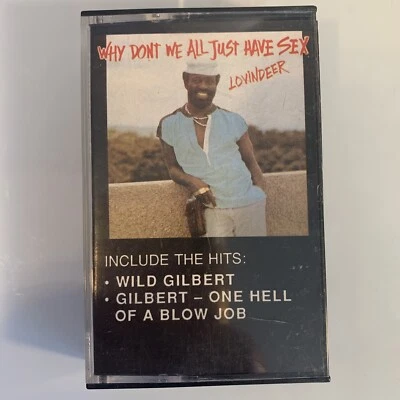 WHY DONT WE ALL JUST HAVE SEX
LOVINDEER
INCLUDE THE HITS:
• WILD GILBERT
• GILBERT – ONE HELL
OF A BLOW JOB